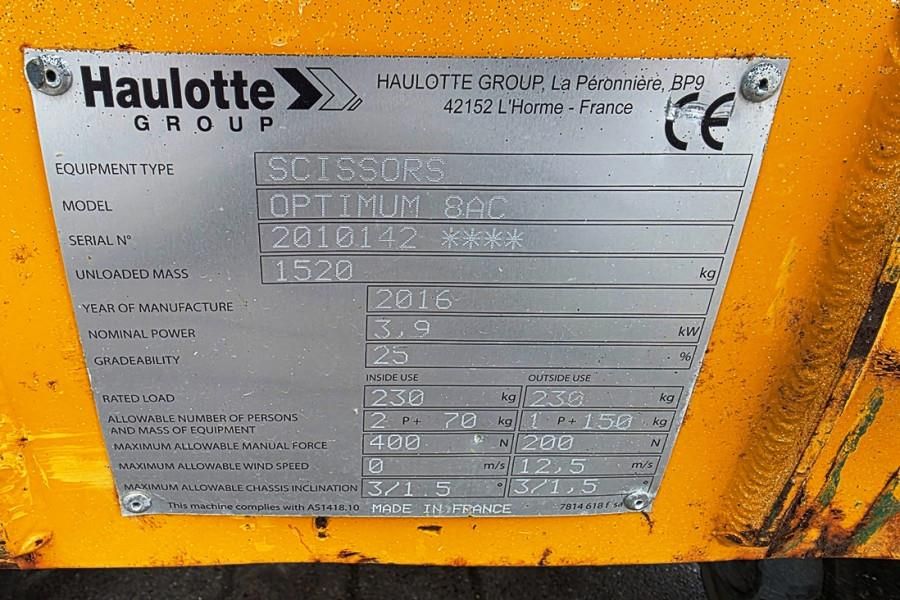 Haulotte
GROUP
HAULOTTE GROUP, La Péronnière, BP9
42152 L'Horme - France
CE
EQUIPMENT TYPE SCISSORS
MODEL OPTIMUM 8AC
SERIAL N° 2010142 ****
UNLOADED MASS 1520 kg
YEAR OF MANUFACTURE 2016
NOMINAL POWER 3,9 kW
GRADEABILITY 25 %
INSIDE USE OUTSIDE USE
RATED LOAD 230 kg 230 kg
ALLOWABLE NUMBER OF PERSONS
AND MASS OF EQUIPMENT 2 P+ 70 kg 1 P+ 150 kg
MAXIMUM ALLOWABLE MANUAL FORCE 400 N 200 N
MAXIMUM ALLOWABLE WIND SPEED 0 m/s 12,5 m/s
MAXIMUM ALLOWABLE CHASSIS INCLINATION 3/1.5 ° 3/1,5 °
This machine complies with AS1418.10 MADE IN FRANCE 7814 618